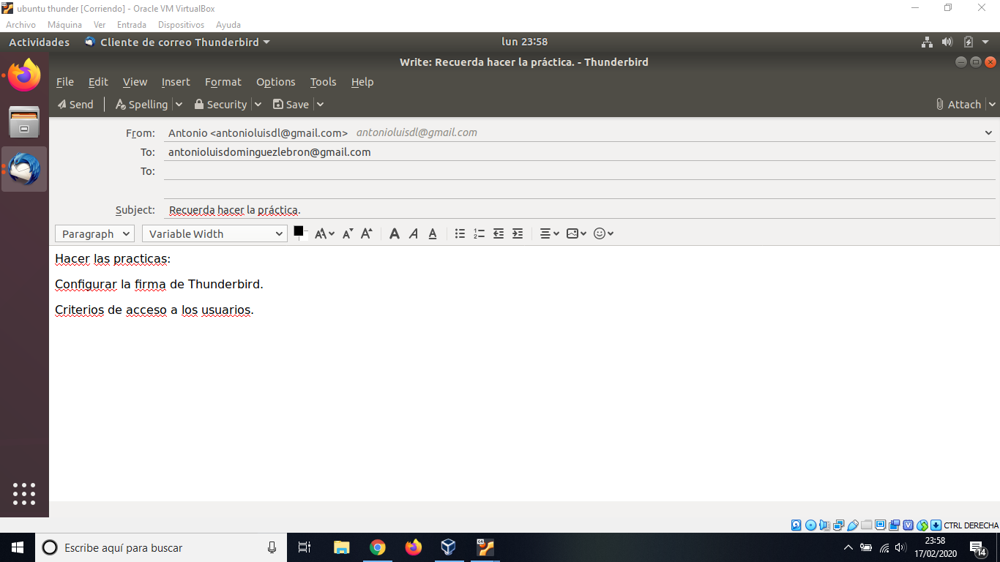 ubuntu thunder [Corriendo] - Oracle VM VirtualBox
Archivo Máquina Ver Entrada Dispositivos Ayuda
Actividades Cliente de correo Thunderbird lun 23:58
Write: Recuerda hacer la práctica. - Thunderbird
File Edit View Insert Format Options Tools Help
Send Spelling Security Save Attach
From: Antonio <antonioluisdl@gmail.com> antonioluisdl@gmail.com
To: antonioluisdominguezlebron@gmail.com
To:
Subject: Recuerda hacer la práctica.
Paragraph Variable Width
Hacer las practicas:
Configurar la firma de Thunderbird.
Criterios de acceso a los usuarios.
CTRL DERECHA
Escribe aquí para buscar
23:58
17/02/2020
14